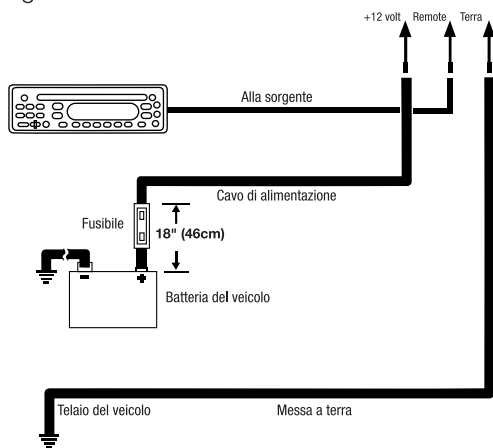 +12 volt Remote Terra
Alla sorgente
Cavo di alimentazione
Fusibile
18" (46cm)
Batteria del veicolo
Telaio del veicolo Messa a terra